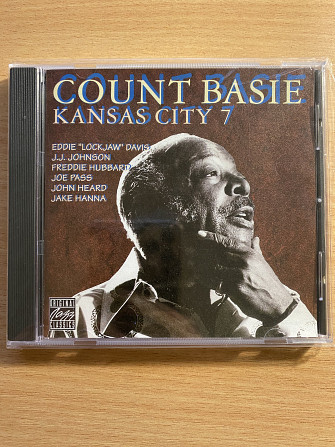 COUNT BASIE
KANSAS CITY 7
EDDIE "LOCKJAW" DAVIS
J.J. JOHNSON
FREDDIE HUBBARD
JOE PASS
JOHN HEARD
JAKE HANNA
ORIGINAL
Jazz
CLASSICS